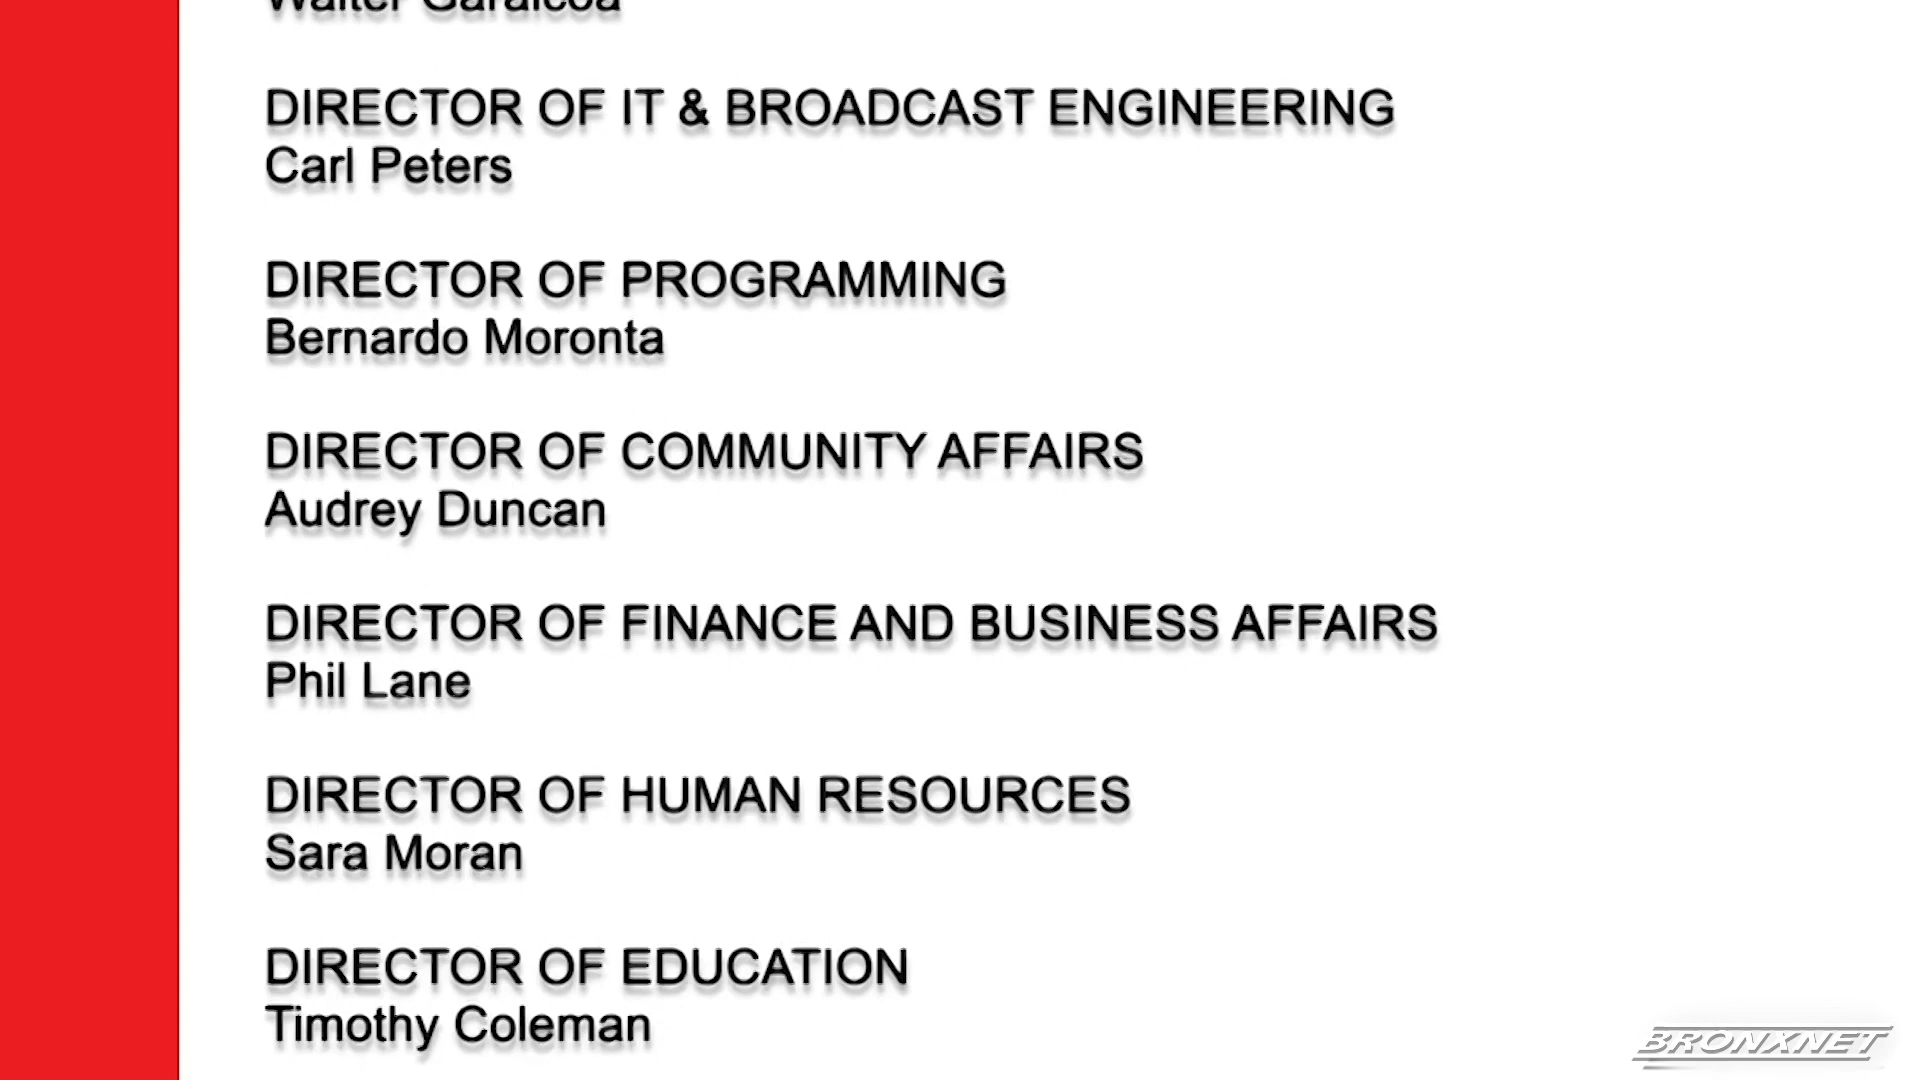 Walter Garaicoa
DIRECTOR OF IT & BROADCAST ENGINEERING
Carl Peters
DIRECTOR OF PROGRAMMING
Bernardo Moronta
DIRECTOR OF COMMUNITY AFFAIRS
Audrey Duncan
DIRECTOR OF FINANCE AND BUSINESS AFFAIRS
Phil Lane
DIRECTOR OF HUMAN RESOURCES
Sara Moran
DIRECTOR OF EDUCATION
Timothy Coleman
BRONXNET